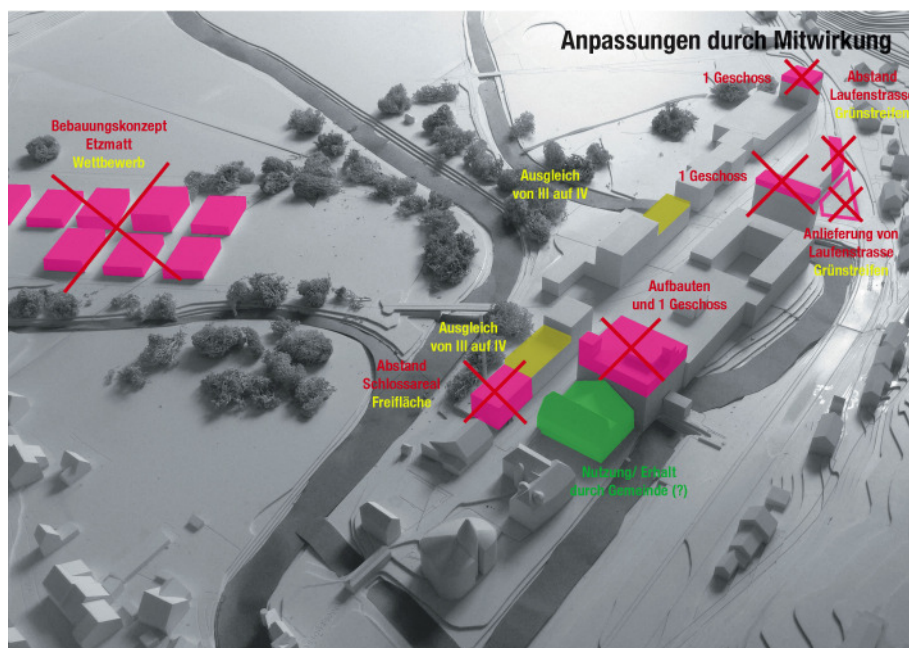 Anpassungen durch Mitwirkung
1 Geschoss
Abstand
Laufenstrasse
Grünstreifen
Bebauungskonzept
Etzmatt
Wettbewerb
Ausgleich
von III auf IV
1 Geschoss
Anlieferung von
Laufenstrasse
Grünstreifen
Aufbauten
und 1 Geschoss
Ausgleich
von III auf IV
Abstand
Schlossareal
Freifläche
Nutzung/ Erhalt
durch Gemeinde (?)